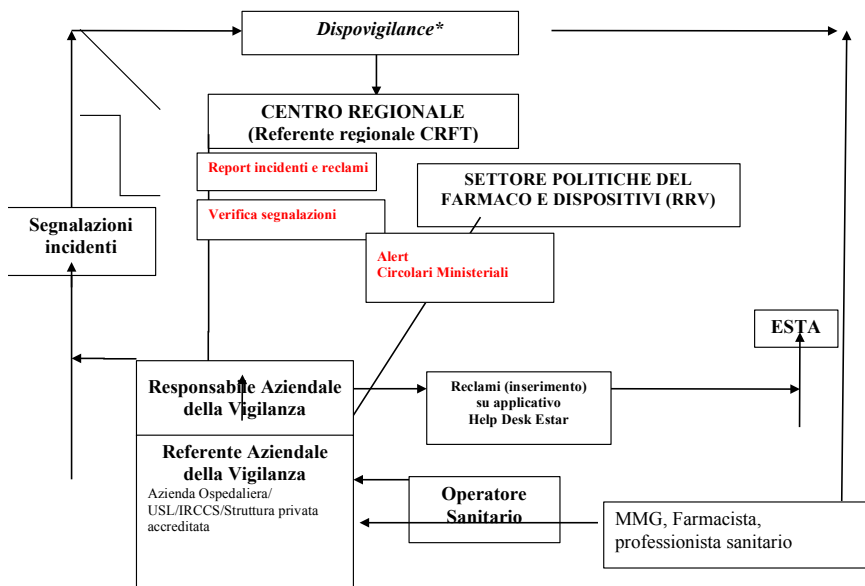 Dispovigilance*
CENTRO REGIONALE
(Referente regionale CRFT)
Report incidenti e reclami
SETTORE POLITICHE DEL
FARMACO E DISPOSITIVI (RRV)
Verifica segnalazioni
Segnalazioni
incidenti
Alert
Circolari Ministeriali
ESTA
Responsabile Aziendale
della Vigilanza
Reclami (inserimento)
su applicativo
Help Desk Estar
Referente Aziendale
della Vigilanza
Azienda Ospedaliera/
USL/IRCCS/Struttura privata
accreditata
Operatore
Sanitario
MMG, Farmacista,
professionista sanitario